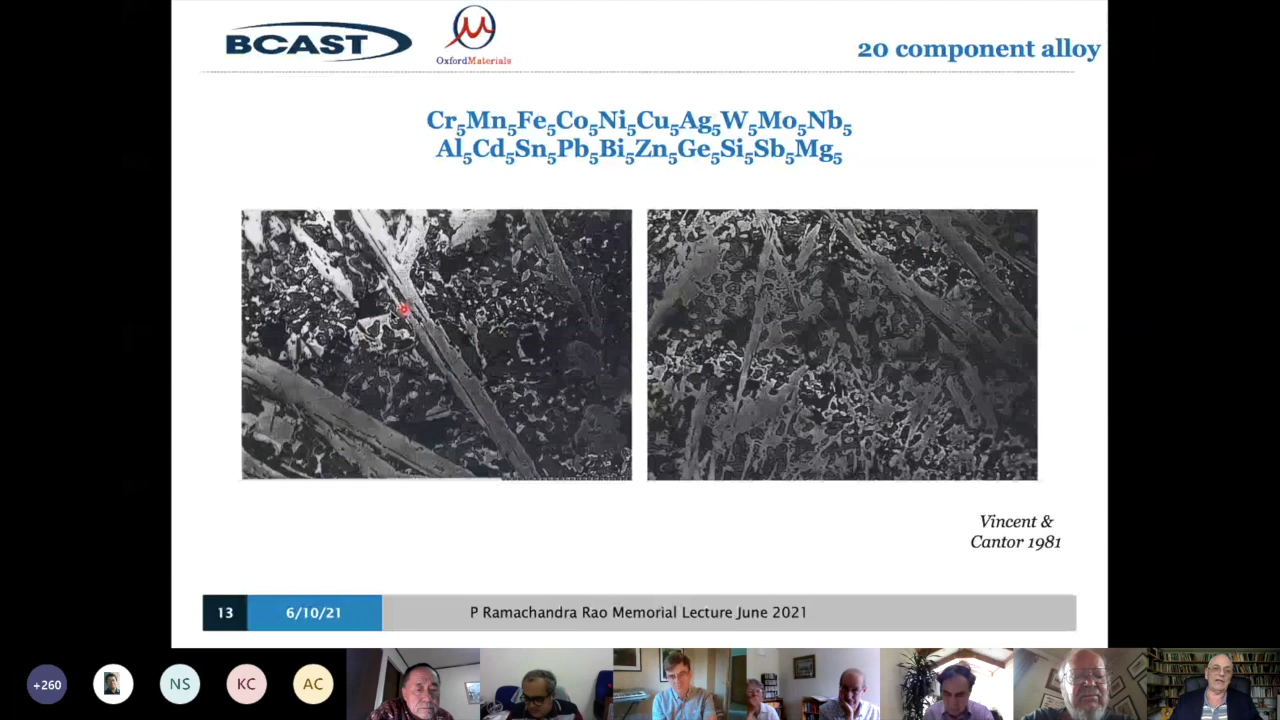 BCAST
OxfordMaterials
20 component alloy
Cr₅Mn₅Fe₅Co₅Ni₅Cu₅Ag₅W₅Mo₅Nb₅
Al₅Cd₅Sn₅Pb₅Bi₅Zn₅Ge₅Si₅Sb₅Mg₅
Vincent &
Cantor 1981
13 6/10/21 P Ramachandra Rao Memorial Lecture June 2021
+260 NS KC AC